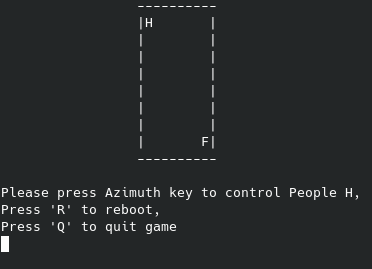 ----------
|H       |
|        |
|        |
|        |
|        |
|        |
|        |
|       F|
----------
Please press Azimuth key to control People H,
Press 'R' to reboot,
Press 'Q' to quit game